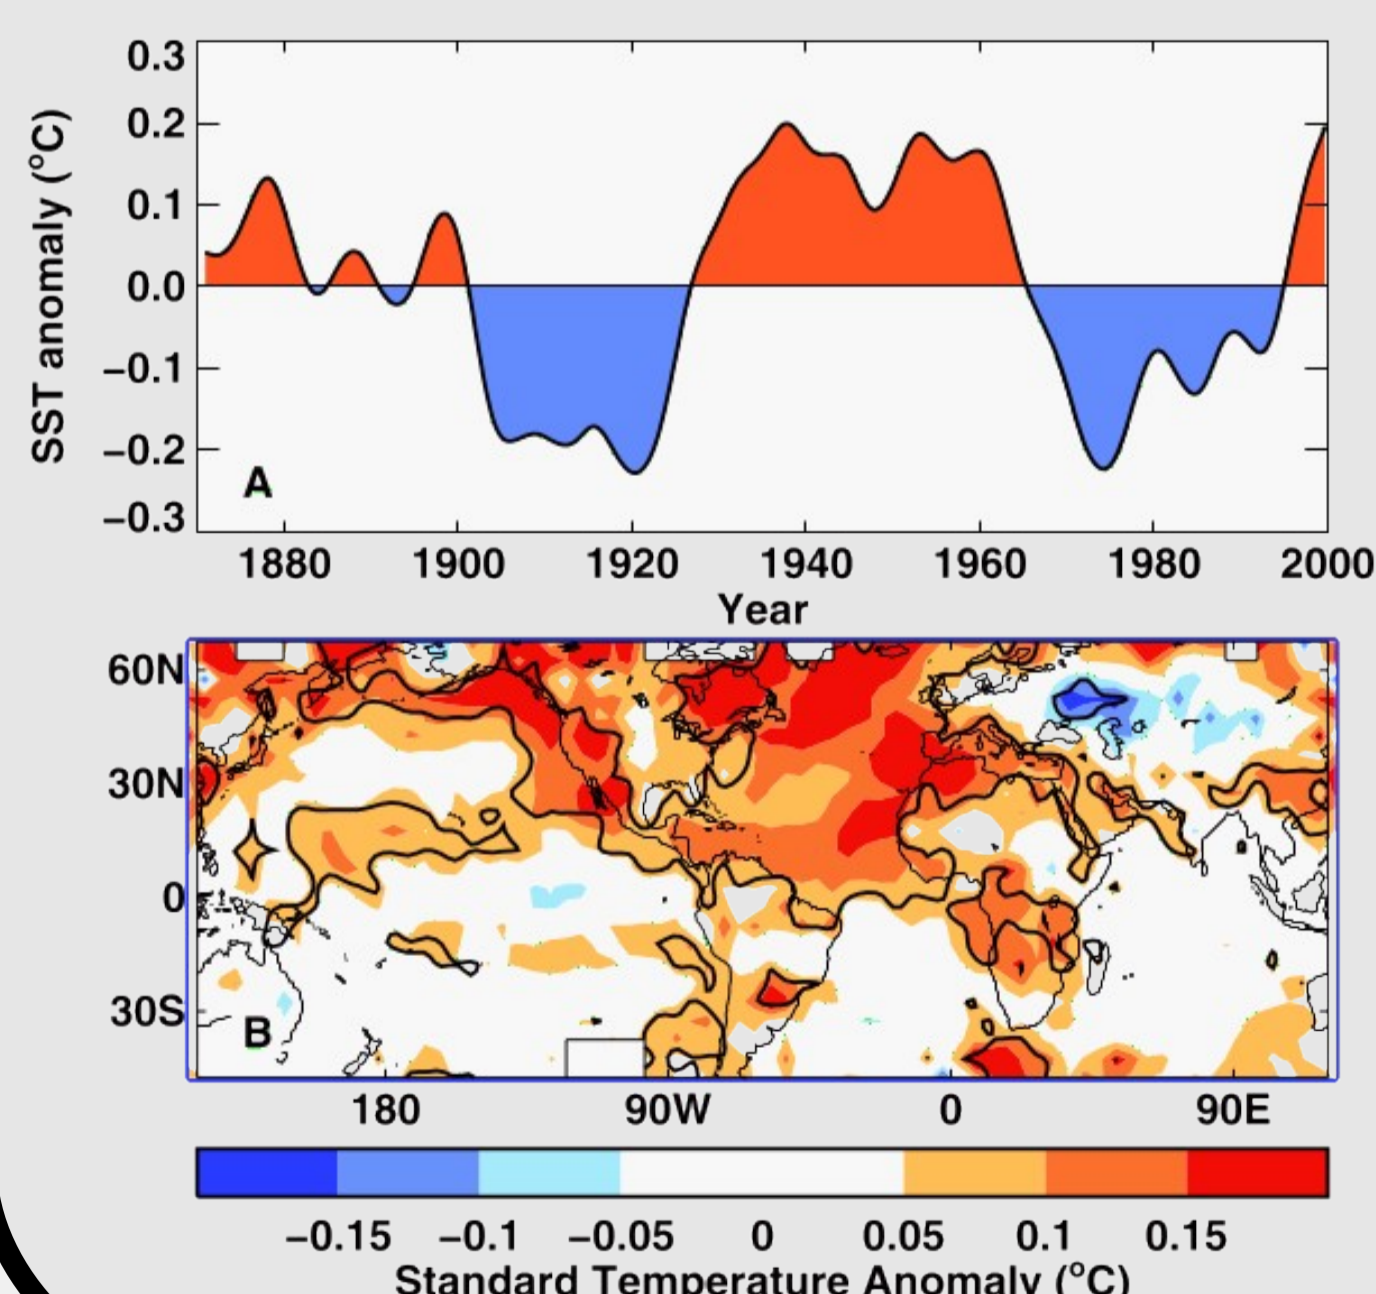 0.3
0.2
0.1
0.0
−0.1
−0.2
−0.3
SST anomaly (°C)
A
1880 1900 1920 1940 1960 1980 2000
Year
60N
30N
0
30S
B
180 90W 0 90E
−0.15 −0.1 −0.05 0 0.05 0.1 0.15
Standard Temperature Anomaly (°C)